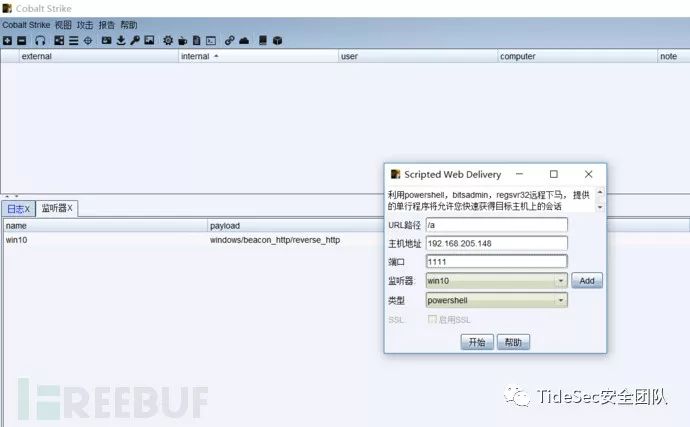 Cobalt Strike
Cobalt Strike 视图 攻击 报告 帮助
external internal user computer note
Scripted Web Delivery
利用powershell，bitsadmin，regsvr32远程下马， 提供
的单行程序将允许您快速获得目标主机上的会话
URL路径 /a
主机地址 192.168.205.148
端口 1111
监听器: win10 Add
类型 powershell
SSL: 启用SSL
开始 帮助
日志X 监听器X
name payload
win10 windows/beacon_http/reverse_http
REEBUF
TideSec安全团队